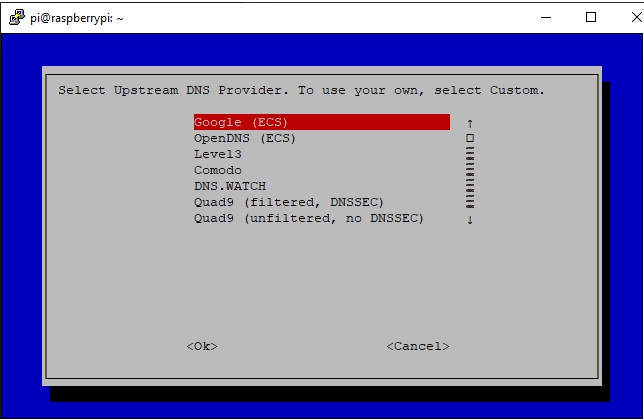 pi@raspberrypi: ~
Select Upstream DNS Provider. To use your own, select Custom.
Google (ECS)
OpenDNS (ECS)
Level3
Comodo
DNS.WATCH
Quad9 (filtered, DNSSEC)
Quad9 (unfiltered, no DNSSEC)
<Ok> <Cancel>